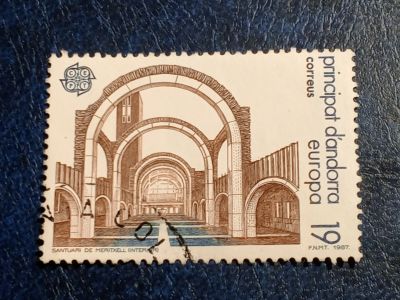 principat d'andorra
correus
europa
19
SANTUARI DE MERITXELL (INTERIOR)
F.N.M.T. 1987